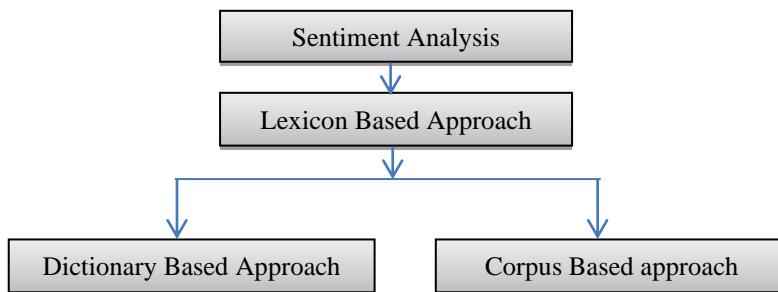 Sentiment Analysis
Lexicon Based Approach
Dictionary Based Approach
Corpus Based approach